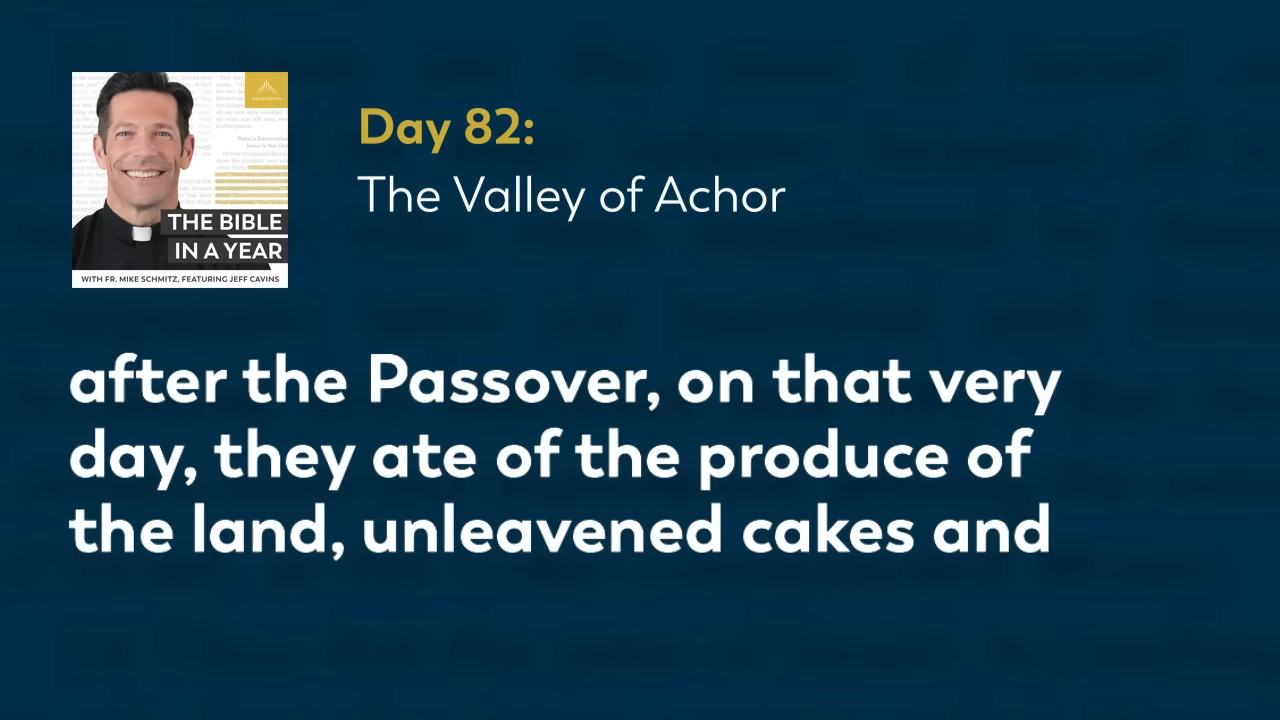 Day 82:
The Valley of Achor
ASCENSION
THE BIBLE
IN A YEAR
WITH FR. MIKE SCHMITZ, FEATURING JEFF CAVINS
after the Passover, on that very
day, they ate of the produce of
the land, unleavened cakes and